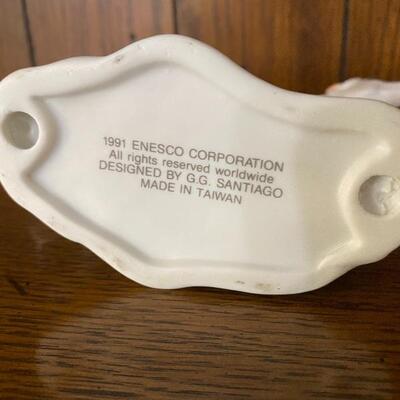 1991 ENESCO CORPORATION
All rights reserved worldwide
DESIGNED BY G.G. SANTIAGO
MADE IN TAIWAN